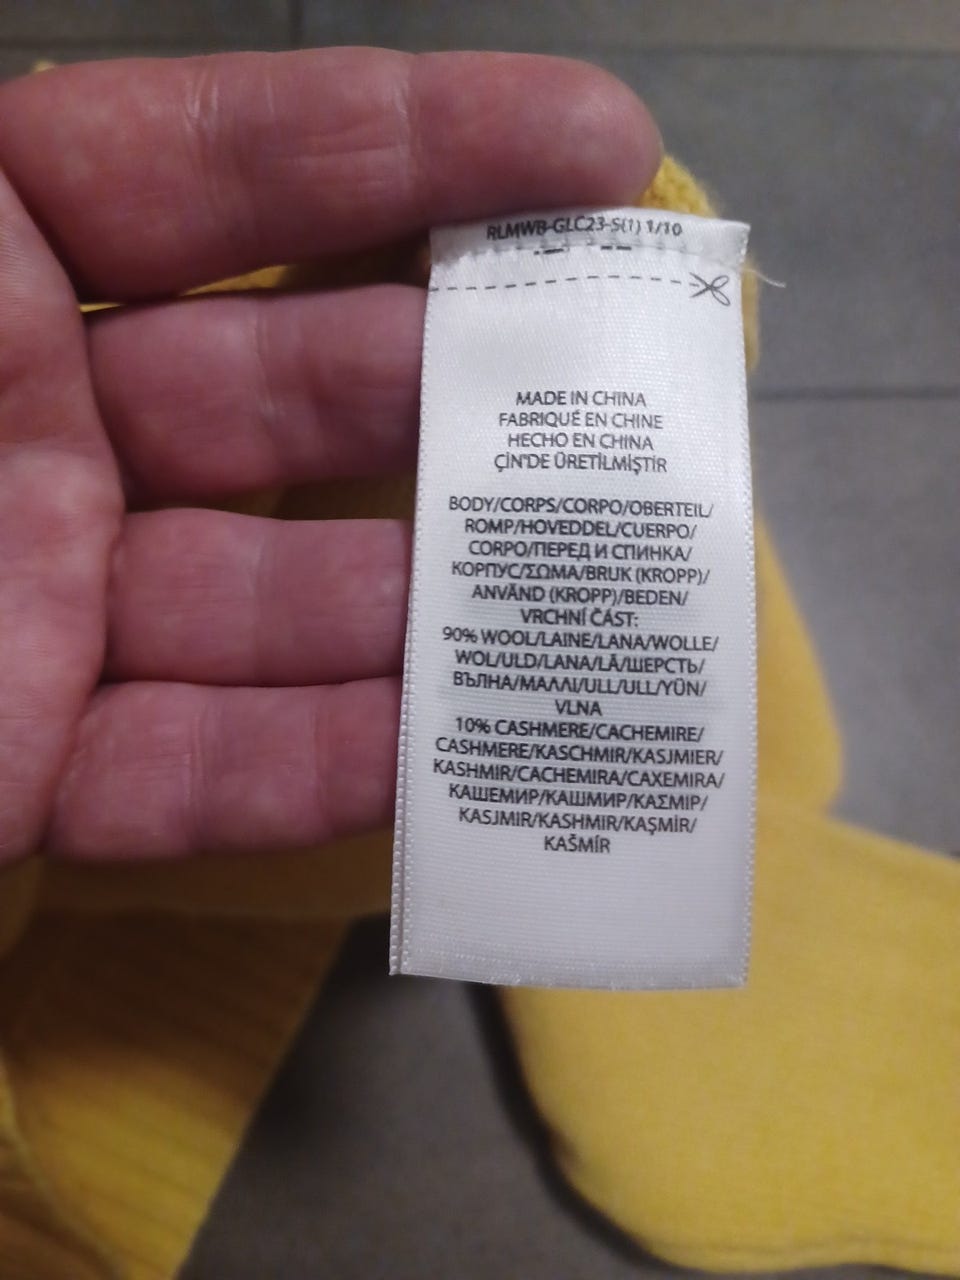 RLMWB-GLC23-S(1) 1/10
MADE IN CHINA
FABRIQUÉ EN CHINE
HECHO EN CHINA
ÇİN'DE ÜRETİLMİŞTİR
BODY/CORPS/CORPO/OBERTEIL/
ROMP/HOVEDDEL/CUERPO/
CORPO/ПЕРЕД И СПИНКА/
КОРПУС/ΣΩΜΑ/BRUK (KROPP)/
ANVÄND (KROPP)/BEDEN/
VRCHNÍ ČÁST:
90% WOOL/LAINE/LANA/WOLLE/
WOL/ULD/LANA/LÃ/ШЕРСТЬ/
ВЪЛНА/ΜΑΛΛΙ/ULL/ULL/YÜN/
VLNA
10% CASHMERE/CACHEMIRE/
CASHMERE/KASCHMIR/KASJMIER/
KASHMIR/CACHEMIRA/CAXEMIRA/
КАШЕМИР/КАШМИР/ΚΑΣΜΙΡ/
KASJMIR/KASHMIR/KAŞMİR/
KAŠMÍR